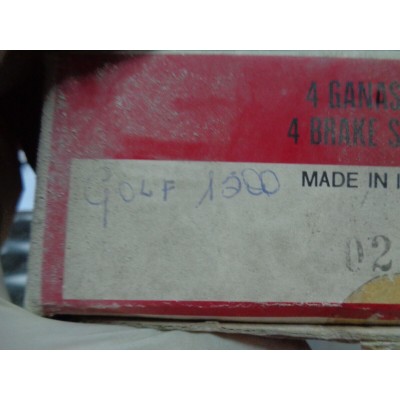 4 GANAS
4 BRAKE S
GOLF 1300
MADE IN I
02